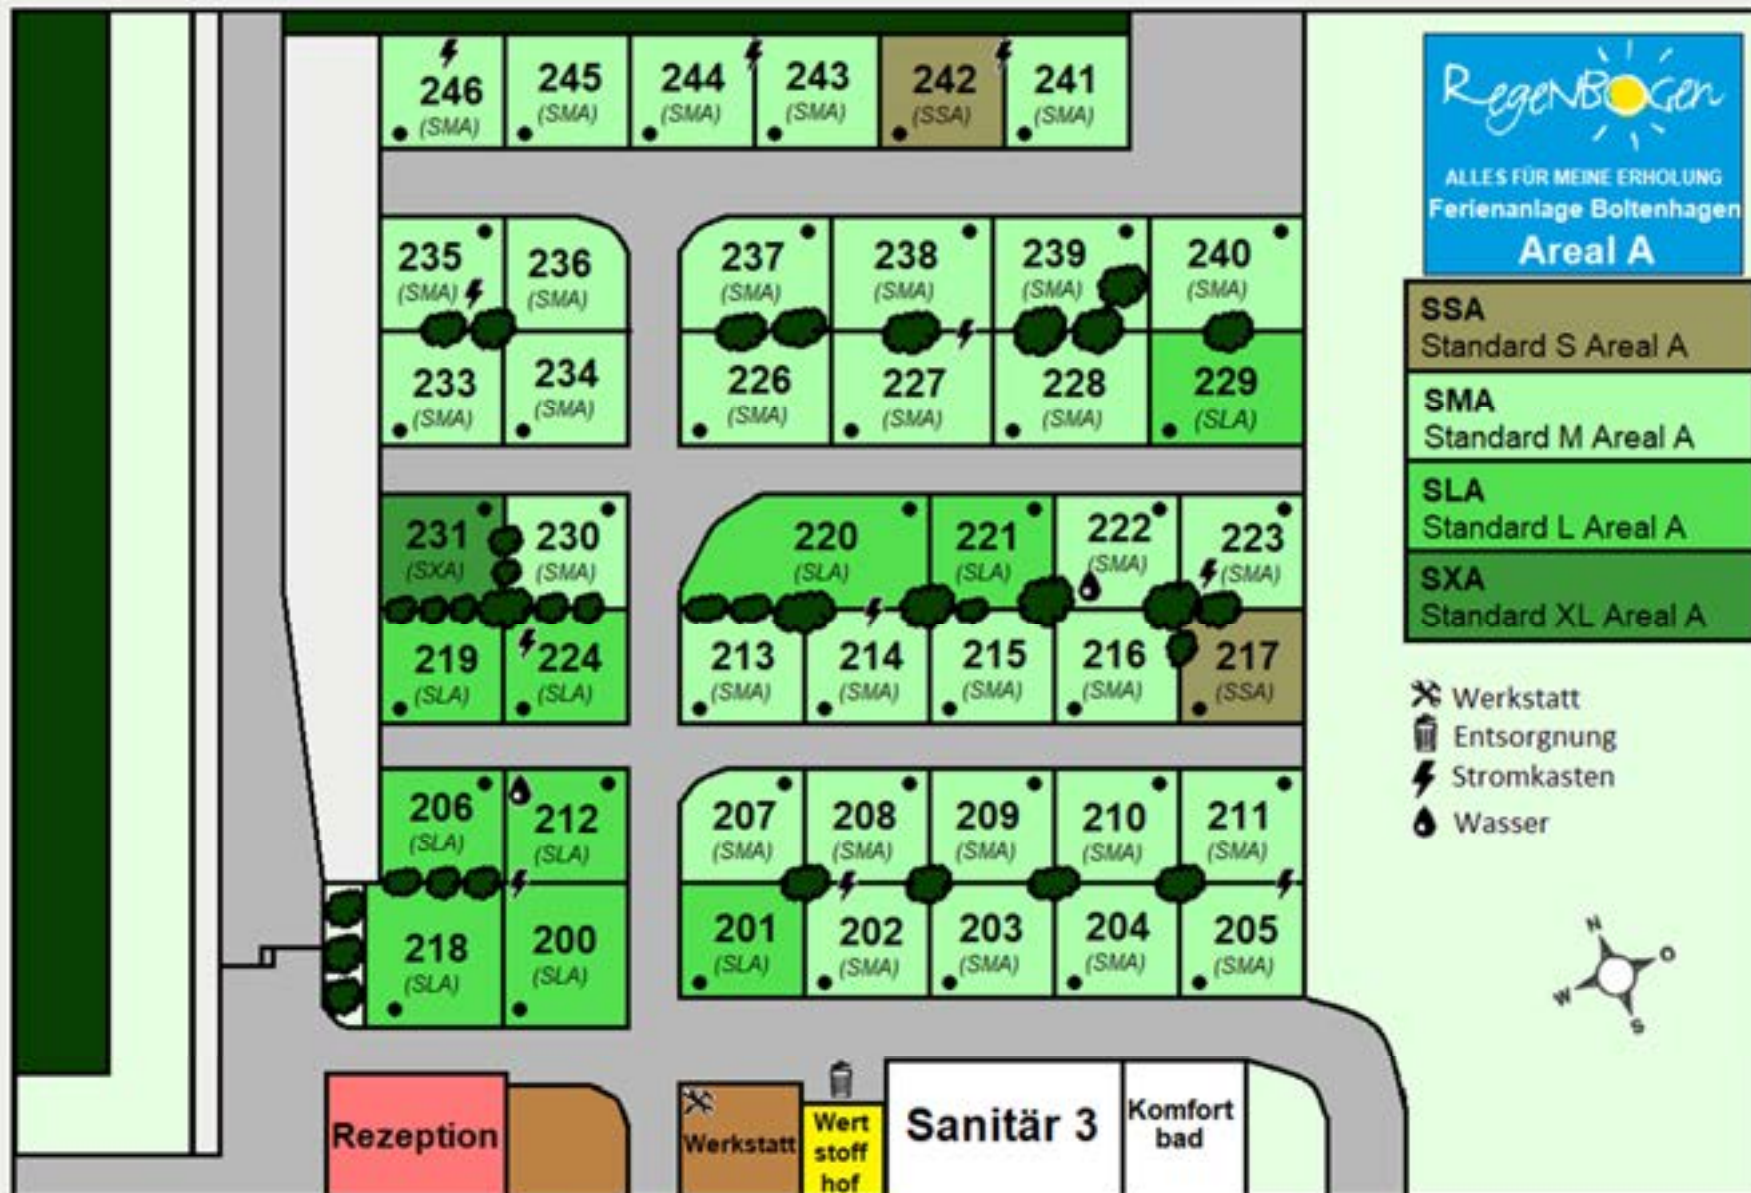 246
(SMA)
245
(SMA)
244
(SMA)
243
(SMA)
242
(SSA)
241
(SMA)
235
(SMA)
236
(SMA)
237
(SMA)
238
(SMA)
239
(SMA)
240
(SMA)
233
(SMA)
234
(SMA)
226
(SMA)
227
(SMA)
228
(SMA)
229
(SLA)
231
(SXA)
230
(SMA)
220
(SLA)
221
(SLA)
222
(SMA)
223
(SMA)
219
(SLA)
224
(SLA)
213
(SMA)
214
(SMA)
215
(SMA)
216
(SMA)
217
(SSA)
206
(SLA)
212
(SLA)
207
(SMA)
208
(SMA)
209
(SMA)
210
(SMA)
211
(SMA)
218
(SLA)
200
(SLA)
201
(SLA)
202
(SMA)
203
(SMA)
204
(SMA)
205
(SMA)
Rezeption
Werkstatt
Wert
stoff
hof
Sanitär 3
Komfort
bad
RegeNBOGen
ALLES FÜR MEINE ERHOLUNG
Ferienanlage Boltenhagen
Areal A
SSA
Standard S Areal A
SMA
Standard M Areal A
SLA
Standard L Areal A
SXA
Standard XL Areal A
Werkstatt
Entsorgnung
Stromkasten
Wasser
N
O
W
S